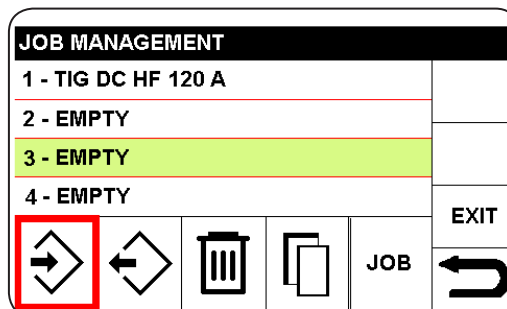 JOB MANAGEMENT
1 - TIG DC HF 120 A
2 - EMPTY
3 - EMPTY
4 - EMPTY
EXIT
JOB